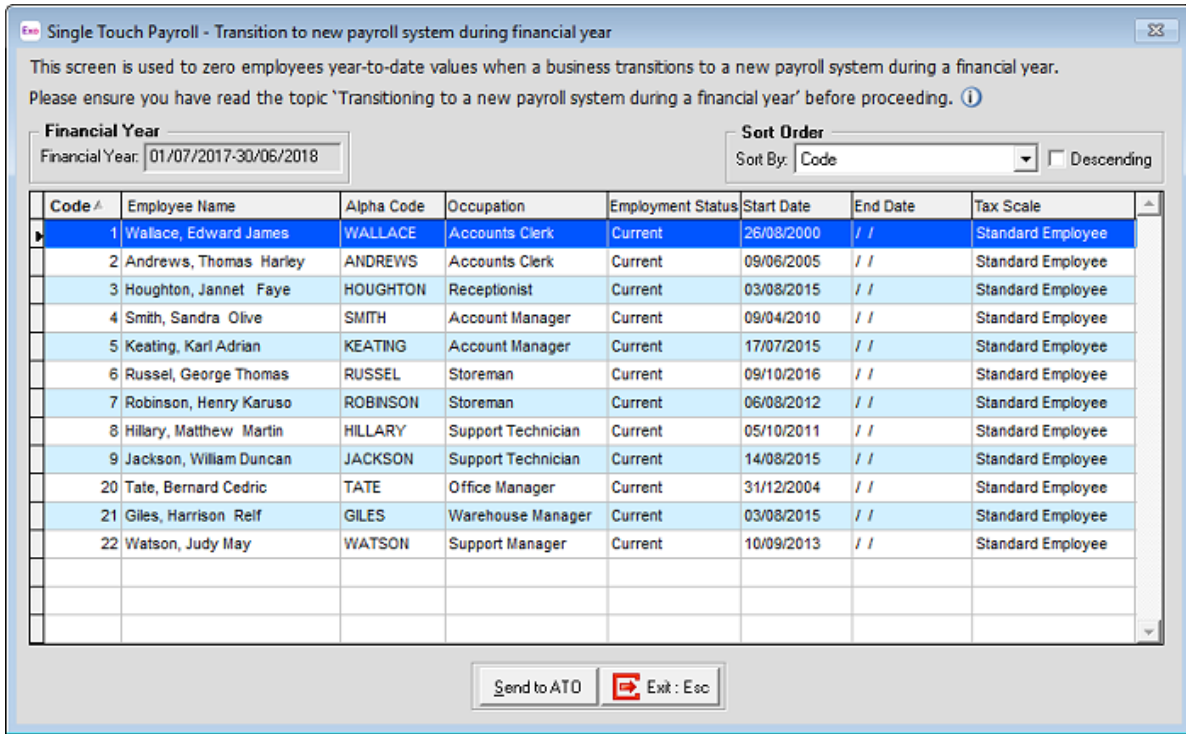 Exo Single Touch Payroll - Transition to new payroll system during financial year
This screen is used to zero employees year-to-date values when a business transitions to a new payroll system during a financial year.
Please ensure you have read the topic `Transitioning to a new payroll system during a financial year' before proceeding. i
Financial Year
Financial Year: 01/07/2017-30/06/2018
Sort Order
Sort By: Code Descending
Code Employee Name Alpha Code Occupation Employment Status Start Date End Date Tax Scale
1 Wallace, Edward James WALLACE Accounts Clerk Current 26/08/2000 / / Standard Employee
2 Andrews, Thomas Harley ANDREWS Accounts Clerk Current 09/06/2005 / / Standard Employee
3 Houghton, Jannet Faye HOUGHTON Receptionist Current 03/08/2015 / / Standard Employee
4 Smith, Sandra Olive SMITH Account Manager Current 09/04/2010 / / Standard Employee
5 Keating, Karl Adrian KEATING Account Manager Current 17/07/2015 / / Standard Employee
6 Russel, George Thomas RUSSEL Storeman Current 09/10/2016 / / Standard Employee
7 Robinson, Henry Karuso ROBINSON Storeman Current 06/08/2012 / / Standard Employee
8 Hillary, Matthew Martin HILLARY Support Technician Current 05/10/2011 / / Standard Employee
9 Jackson, William Duncan JACKSON Support Technician Current 14/08/2015 / / Standard Employee
20 Tate, Bernard Cedric TATE Office Manager Current 31/12/2004 / / Standard Employee
21 Giles, Harrison Relf GILES Warehouse Manager Current 03/08/2015 / / Standard Employee
22 Watson, Judy May WATSON Support Manager Current 10/09/2013 / / Standard Employee
Send to ATO Exit : Esc